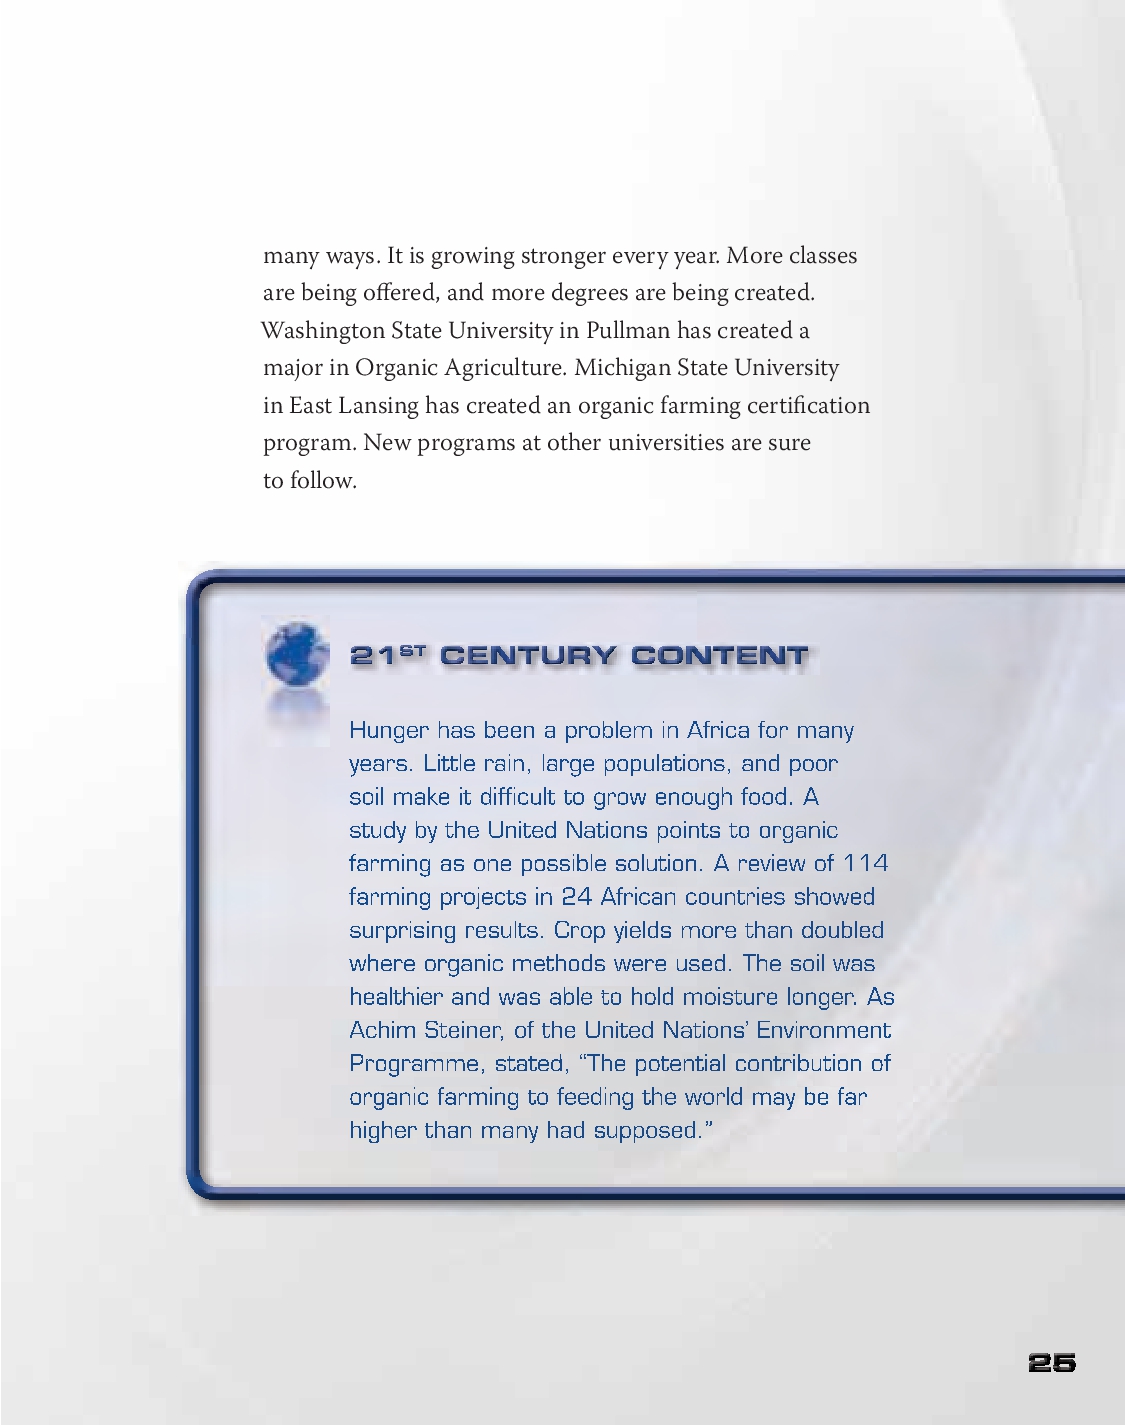 many ways. It is growing stronger every year. More classes
are being offered, and more degrees are being created.
Washington State University in Pullman has created a
major in Organic Agriculture. Michigan State University
in East Lansing has created an organic farming certification
program. New programs at other universities are sure
to follow.
21ST CENTURY CONTENT
Hunger has been a problem in Africa for many
years. Little rain, large populations, and poor
soil make it difficult to grow enough food. A
study by the United Nations points to organic
farming as one possible solution. A review of 114
farming projects in 24 African countries showed
surprising results. Crop yields more than doubled
where organic methods were used. The soil was
healthier and was able to hold moisture longer. As
Achim Steiner, of the United Nations’ Environment
Programme, stated, “The potential contribution of
organic farming to feeding the world may be far
higher than many had supposed.”
25